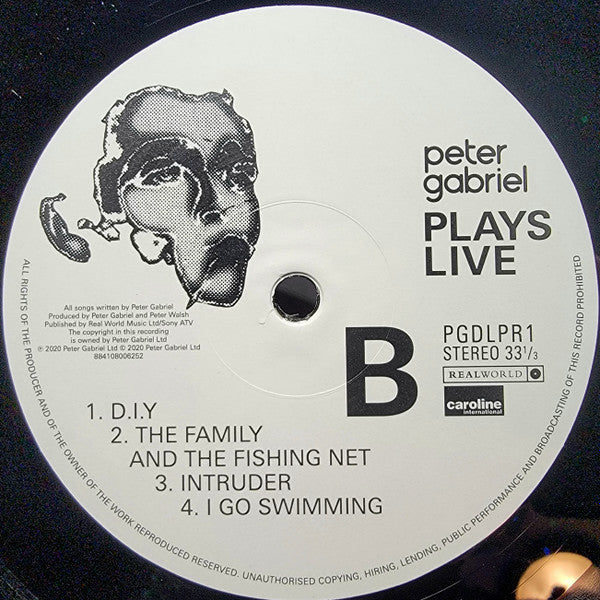 peter
gabriel
PLAYS
LIVE
All songs written by Peter Gabriel
Produced by Peter Gabriel and Peter Walsh
Published by Real World Music Ltd/Sony ATV
The copyright in this recording
is owned by Peter Gabriel Ltd
℗ 2020 Peter Gabriel Ltd © 2020 Peter Gabriel Ltd
884108006252
B
PGDLPR1
STEREO 33⅓
REALWORLD
caroline
international
1. D.I.Y
2. THE FAMILY
AND THE FISHING NET
3. INTRUDER
4. I GO SWIMMING
ALL RIGHTS OF THE PRODUCER AND OF THE OWNER OF THE WORK REPRODUCED RESERVED. UNAUTHORISED COPYING, HIRING, LENDING, PUBLIC PERFORMANCE AND BROADCASTING OF THIS RECORD PROHIBITED